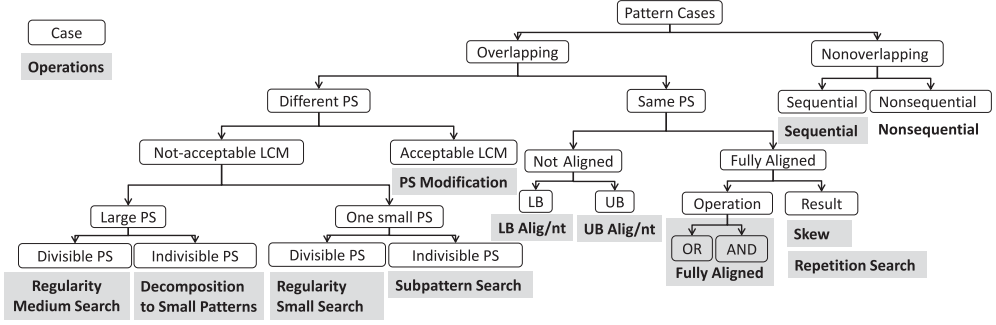 Pattern Cases
Case
Overlapping
Nonoverlapping
Operations
Different PS
Same PS
Sequential
Nonsequential
Sequential
Nonsequential
Not-acceptable LCM
Acceptable LCM
Not Aligned
Fully Aligned
PS Modification
LB
UB
Operation
Result
Large PS
One small PS
LB Alig/nt
UB Alig/nt
Skew
OR
AND
Divisible PS
Indivisible PS
Divisible PS
Indivisible PS
Fully Aligned
Repetition Search
Regularity
Medium Search
Decomposition
to Small Patterns
Regularity
Small Search
Subpattern Search